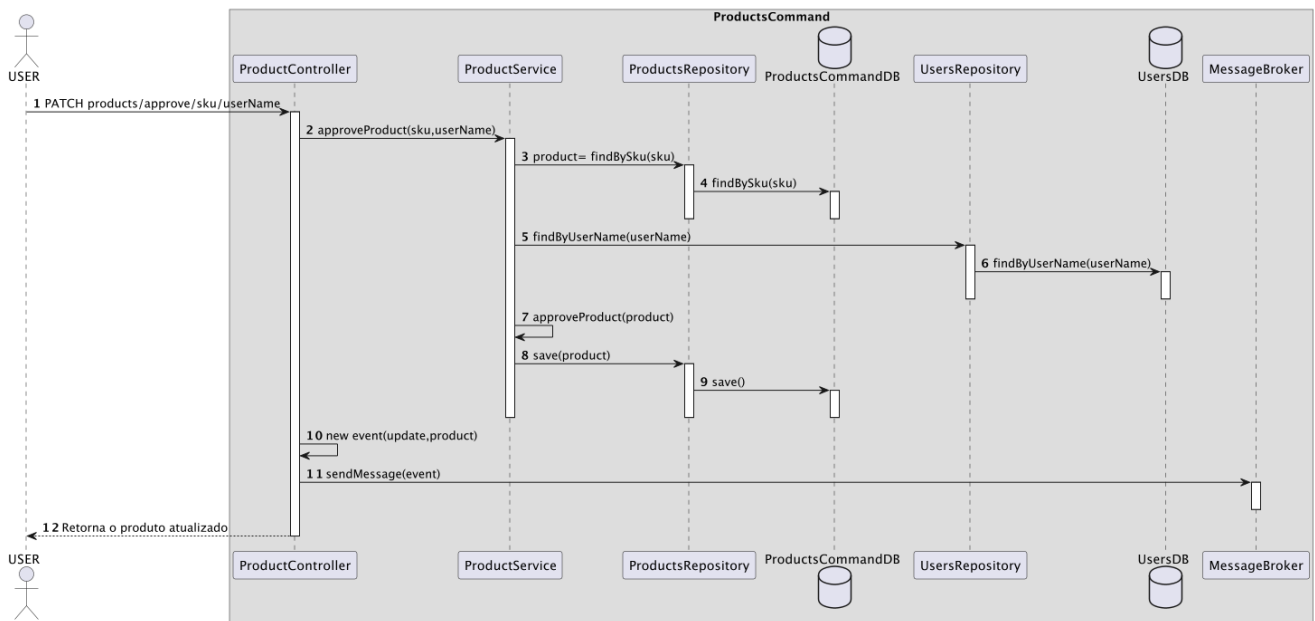 ProductsCommand
USER
ProductController
ProductService
ProductsRepository
ProductsCommandDB
UsersRepository
UsersDB
MessageBroker
1 PATCH products/approve/sku/userName
2 approveProduct(sku,userName)
3 product= findBySku(sku)
4 findBySku(sku)
5 findByUserName(userName)
6 findByUserName(userName)
7 approveProduct(product)
8 save(product)
9 save()
10 new event(update,product)
11 sendMessage(event)
12 Retorna o produto atualizado
USER
ProductController
ProductService
ProductsRepository
ProductsCommandDB
UsersRepository
UsersDB
MessageBroker